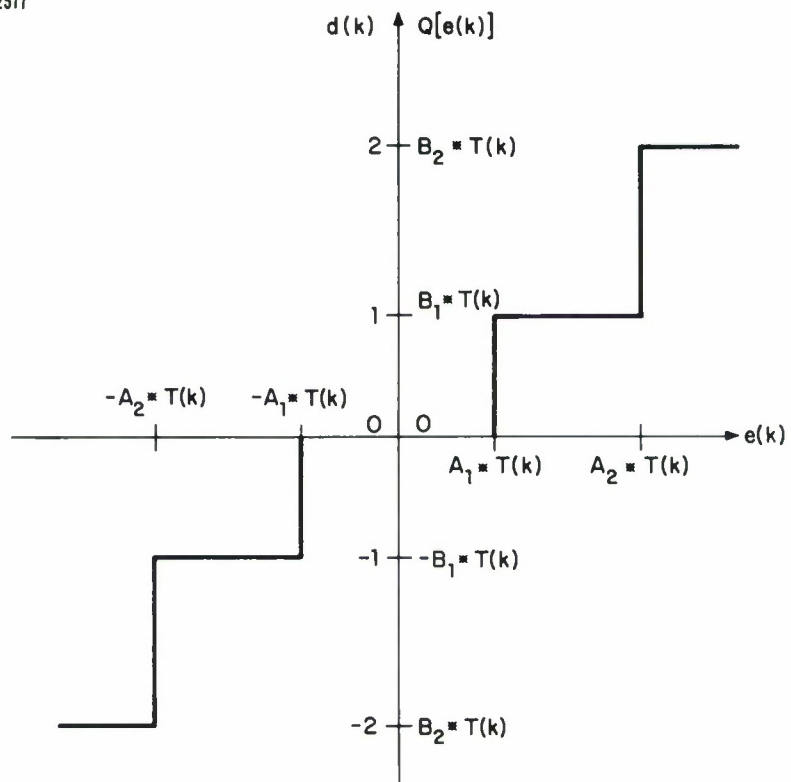 d(k) Q[e(k)]
2 B₂ * T(k)
1 B₁ * T(k)
-A₂ * T(k) -A₁ * T(k)
0 0
e(k)
A₁ * T(k) A₂ * T(k)
-1 -B₁ * T(k)
-2 B₂ * T(k)